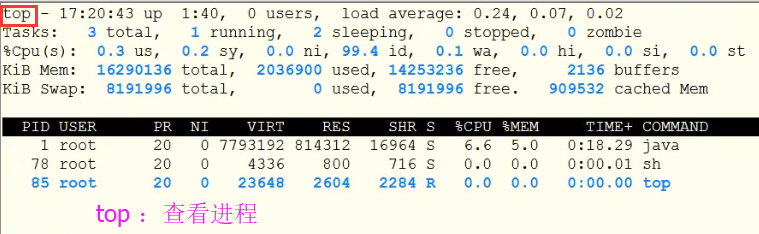 top - 17:20:43 up  1:40,  0 users,  load average: 0.24, 0.07, 0.02
Tasks:   3 total,   1 running,   2 sleeping,   0 stopped,   0 zombie
%Cpu(s):  0.3 us,  0.2 sy,  0.0 ni, 99.4 id,  0.1 wa,  0.0 hi,  0.0 si,  0.0 st
KiB Mem:  16290136 total,  2036900 used, 14253236 free,     2136 buffers
KiB Swap:  8191996 total,        0 used,  8191996 free.   909532 cached Mem
PID USER      PR  NI    VIRT    RES    SHR S  %CPU %MEM     TIME+ COMMAND
1 root      20   0 7793192 814312  16964 S   6.6  5.0   0:18.29 java
78 root      20   0    4336    800    716 S   0.0  0.0   0:00.01 sh
85 root      20   0   23648   2604   2284 R   0.0  0.0   0:00.00 top
top ：查看进程